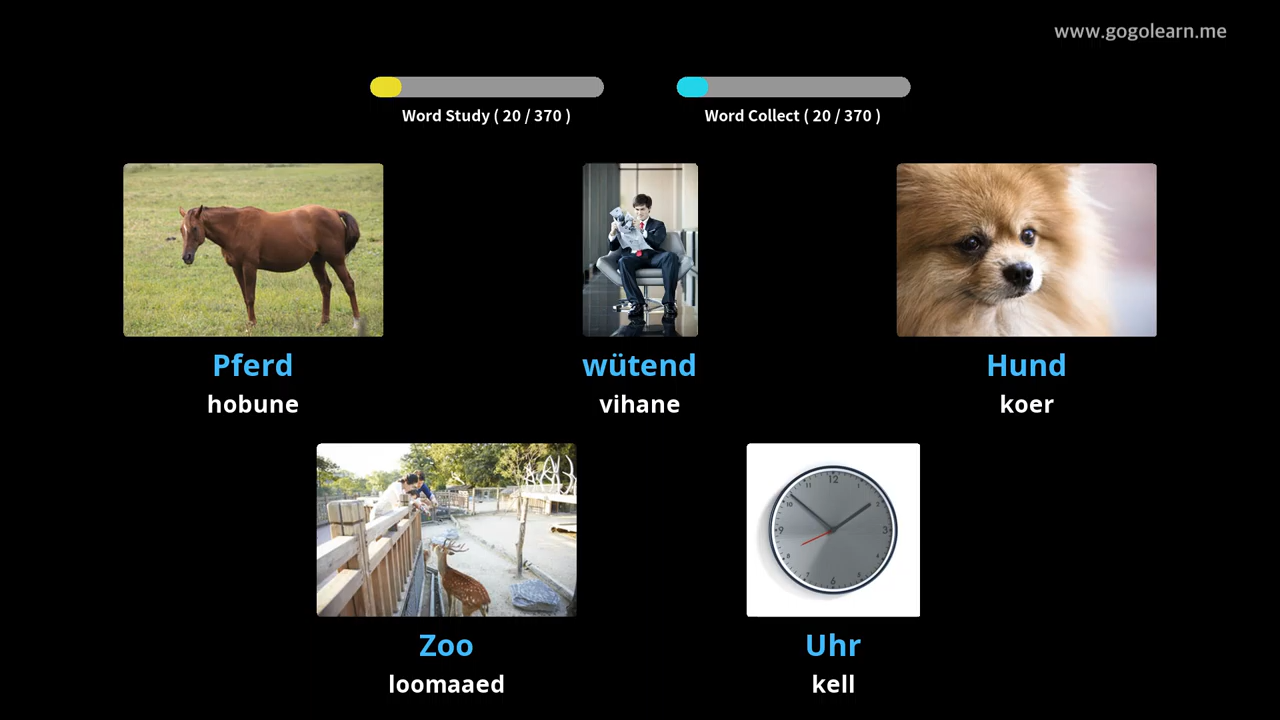 www.gogolearn.me
Word Study ( 20 / 370 )
Word Collect ( 20 / 370 )
Pferd
hobune
wütend
vihane
Hund
koer
Zoo
loomaaed
Uhr
kell